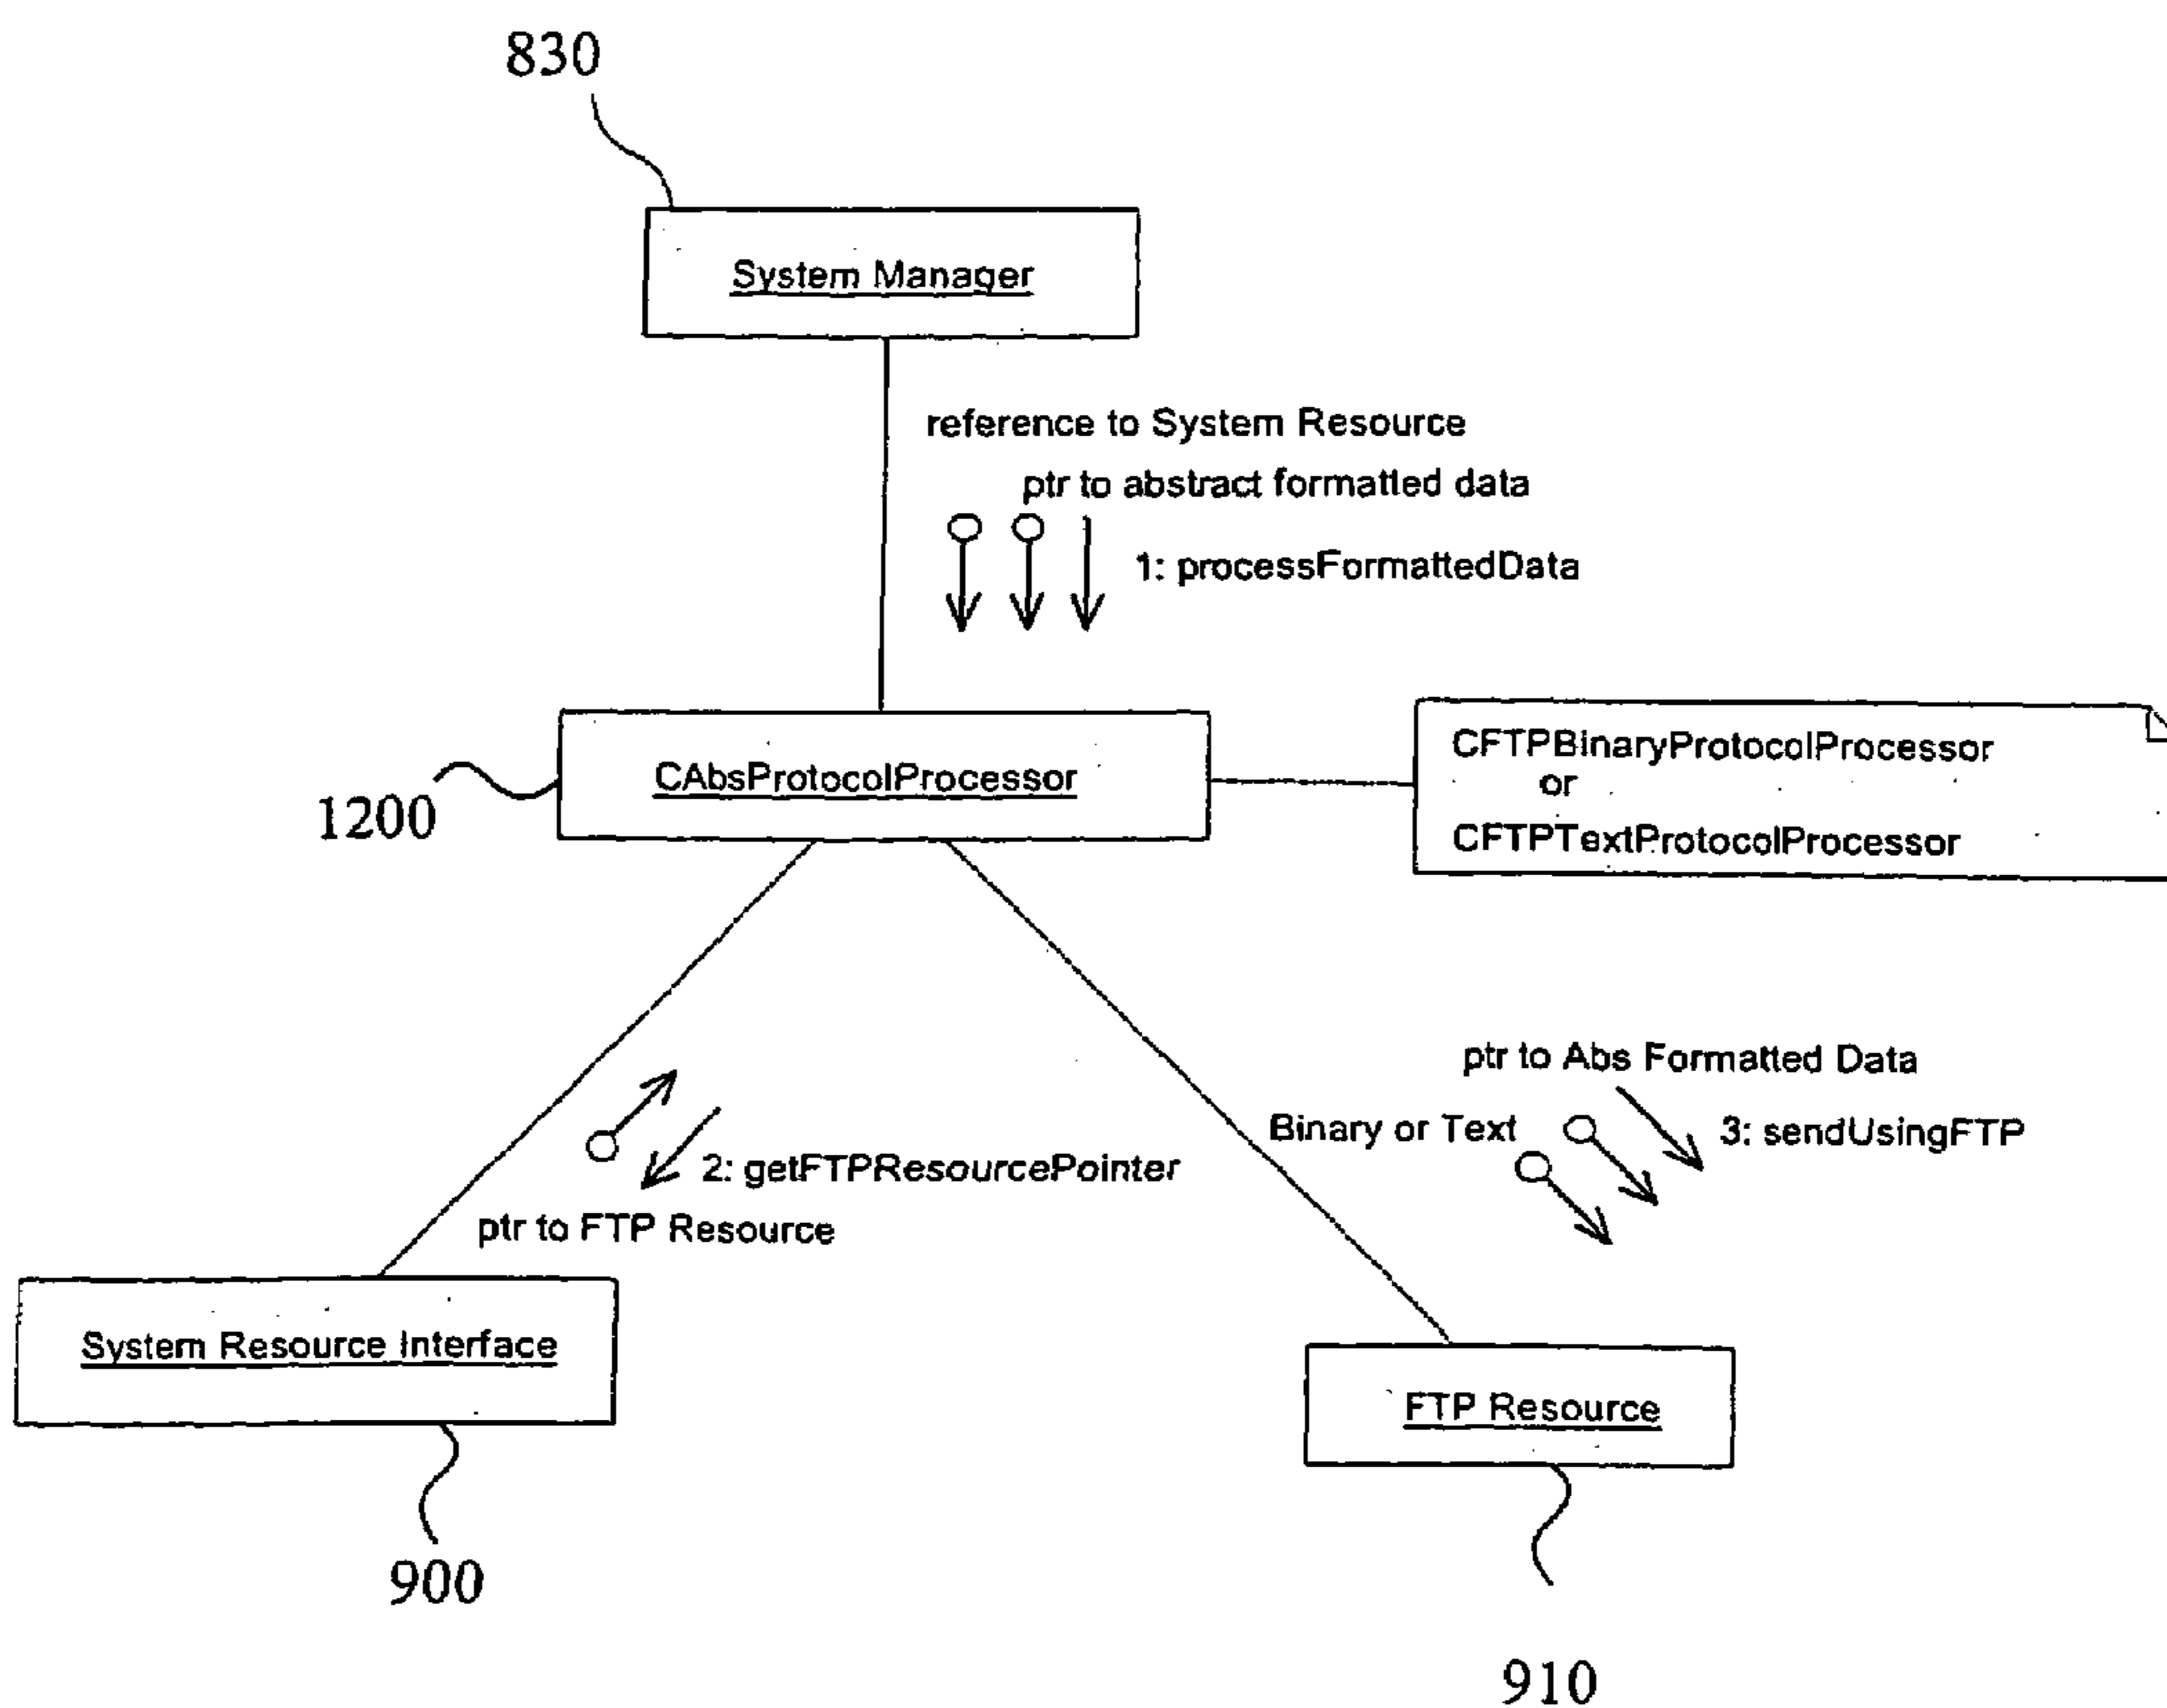 830
System Manager
reference to System Resource
ptr to abstract formatted data
1: processFormattedData
CAbsProtocolProcessor
1200
CFTPBinaryProtocolProcessor
or
CFTPTextProtocolProcessor
ptr to Abs Formatted Data
Binary or Text
3: sendUsingFTP
2: getFTPResourcePointer
ptr to FTP Resource
System Resource Interface
FTP Resource
900
910